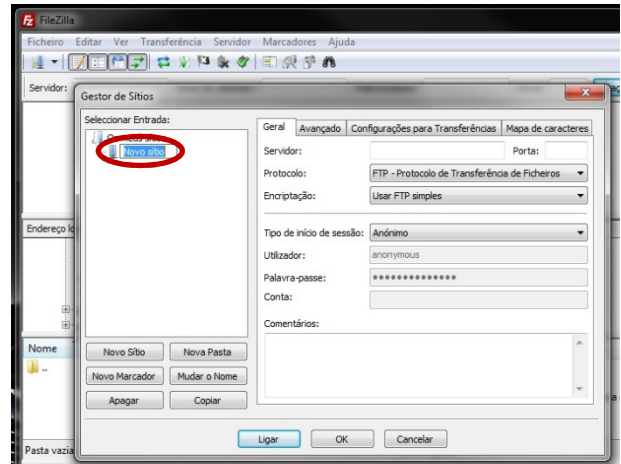 FileZilla
Ficheiro Editar Ver Transferência Servidor Marcadores Ajuda
Servidor:
Gestor de Sítios
Seleccionar Entrada:
Novo sítio
Geral Avançado Configurações para Transferências Mapa de caracteres
Servidor: Porta:
Protocolo: FTP - Protocolo de Transferência de Ficheiros
Encriptação: Usar FTP simples
Tipo de início de sessão: Anónimo
Utilizador: anonymous
Palavra-passe:
Conta:
Comentários:
Endereço
Nome
..
Novo Sítio Nova Pasta
Novo Marcador Mudar o Nome
Apagar Copiar
Ligar OK Cancelar
Pasta vazia